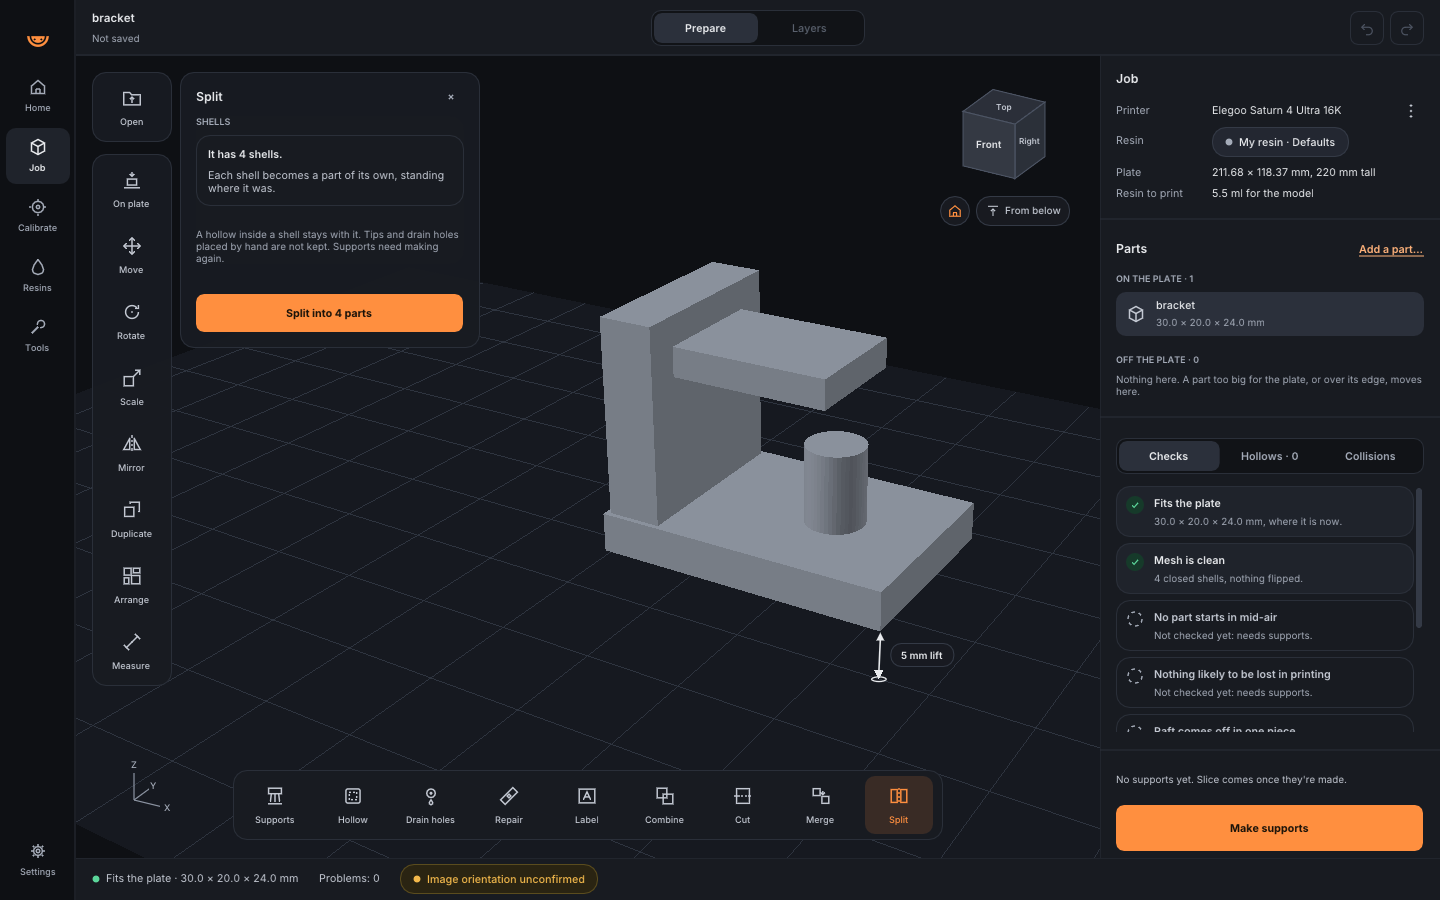 bracket
Not saved
Prepare
Layers
Home
Job
Calibrate
Resins
Tools
Settings
Open
On plate
Move
Rotate
Scale
Mirror
Duplicate
Arrange
Measure
Split
×
SHELLS
It has 4 shells.
Each shell becomes a part of its own, standing
where it was.
A hollow inside a shell stays with it. Tips and drain holes
placed by hand are not kept. Supports need making
again.
Split into 4 parts
Top
Front
Right
From below
5 mm lift
Z
Y
X
Supports
Hollow
Drain holes
Repair
Label
Combine
Cut
Merge
Split
Job
Printer
Elegoo Saturn 4 Ultra 16K
Resin
My resin · Defaults
Plate
211.68 × 118.37 mm, 220 mm tall
Resin to print
5.5 ml for the model
Parts
Add a part...
ON THE PLATE · 1
bracket
30.0 × 20.0 × 24.0 mm
OFF THE PLATE · 0
Nothing here. A part too big for the plate, or over its edge, moves
here.
Checks
Hollows · 0
Collisions
Fits the plate
30.0 × 20.0 × 24.0 mm, where it is now.
Mesh is clean
4 closed shells, nothing flipped.
No part starts in mid-air
Not checked yet: needs supports.
Nothing likely to be lost in printing
Not checked yet: needs supports.
Raft comes off in one piece
No supports yet. Slice comes once they're made.
Make supports
Fits the plate · 30.0 × 20.0 × 24.0 mm
Problems: 0
Image orientation unconfirmed